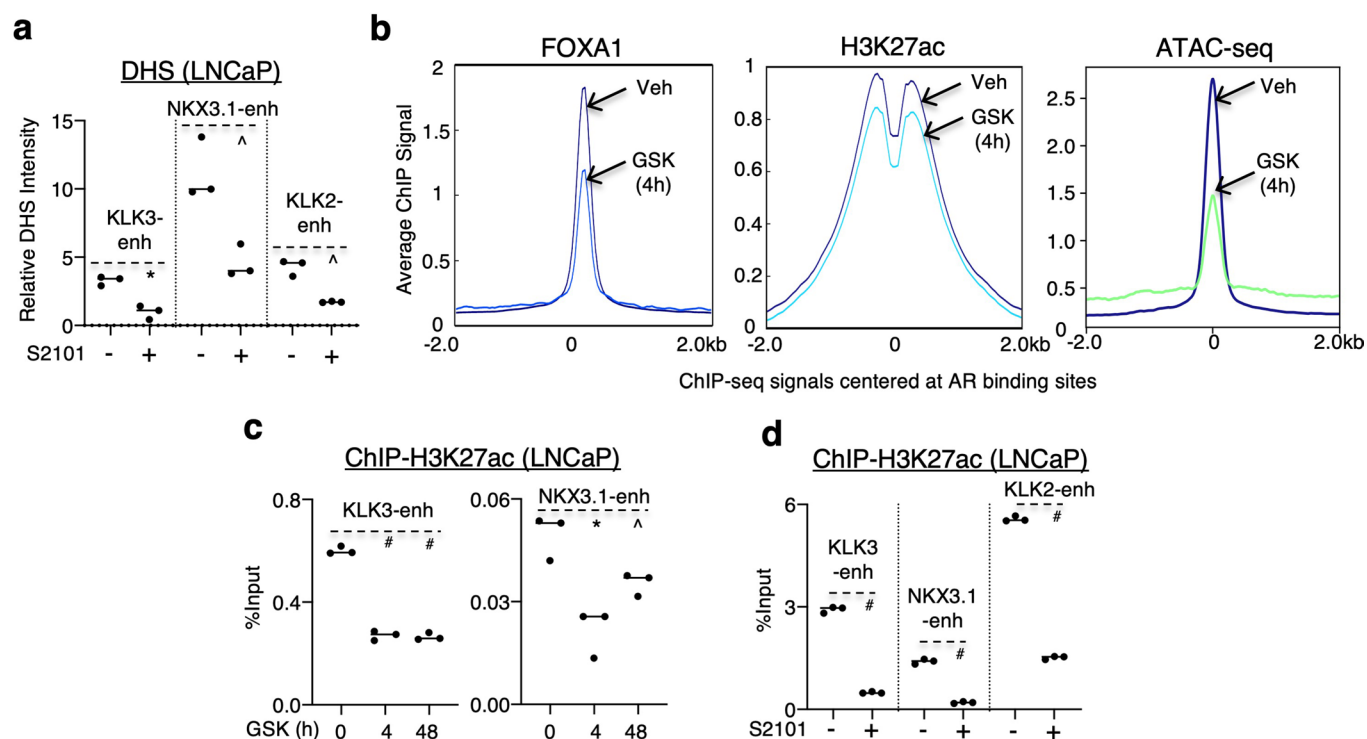 a
DHS (LNCaP)
Relative DHS Intensity
15
10
5
0
KLK3-
enh
*
NKX3.1-enh
^
KLK2-
enh
^
S2101 - + - + - +
b
FOXA1
Average ChIP Signal
2
1.5
1
0.5
0
Veh
GSK
(4h)
-2.0 0 2.0kb
H3K27ac
1
0.8
0.6
0.4
0.2
0
Veh
GSK
(4h)
-2.0 0 2.0kb
ATAC-seq
2.5
2.0
1.5
1.0
0.5
0
Veh
GSK
(4h)
-2.0 0 2.0kb
ChIP-seq signals centered at AR binding sites
c
ChIP-H3K27ac (LNCaP)
%Input
0.8
0.4
0.0
KLK3-enh
# #
GSK (h) 0 4 48
0.06
0.03
0.00
NKX3.1-enh
* ^
0 4 48
d
ChIP-H3K27ac (LNCaP)
%Input
6
3
0
KLK3
-enh
#
NKX3.1
-enh
#
KLK2-enh
#
S2101 - + - + - +